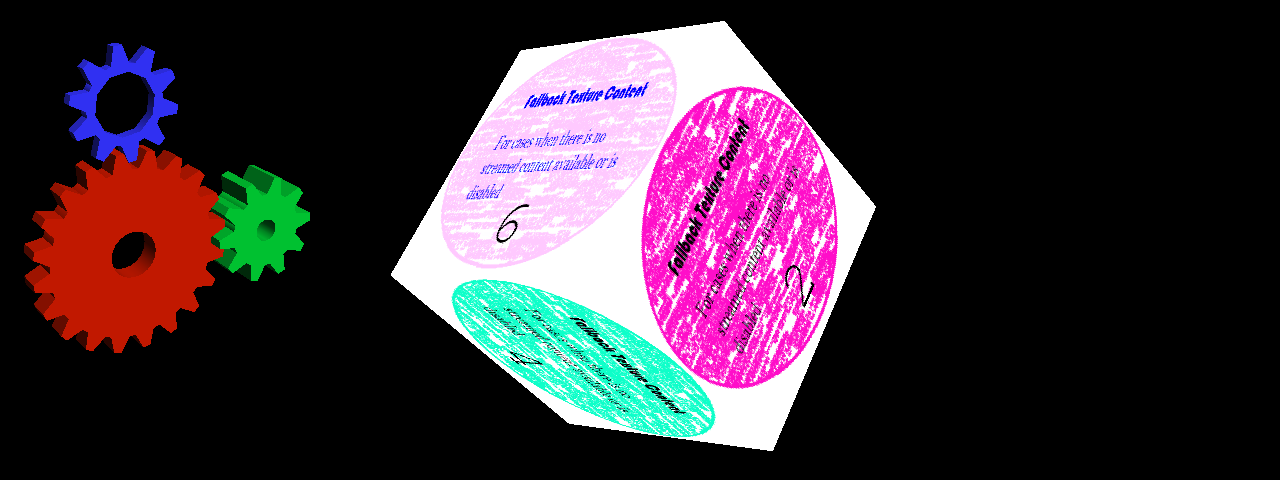 Fallback Texture Content
For cases when there is no
streamed content available or is
disabled
6
Fallback Texture Content
For cases when there is no
streamed content available or is
disabled
2
Fallback Texture Content
For cases when there is no
streamed content available or is
disabled